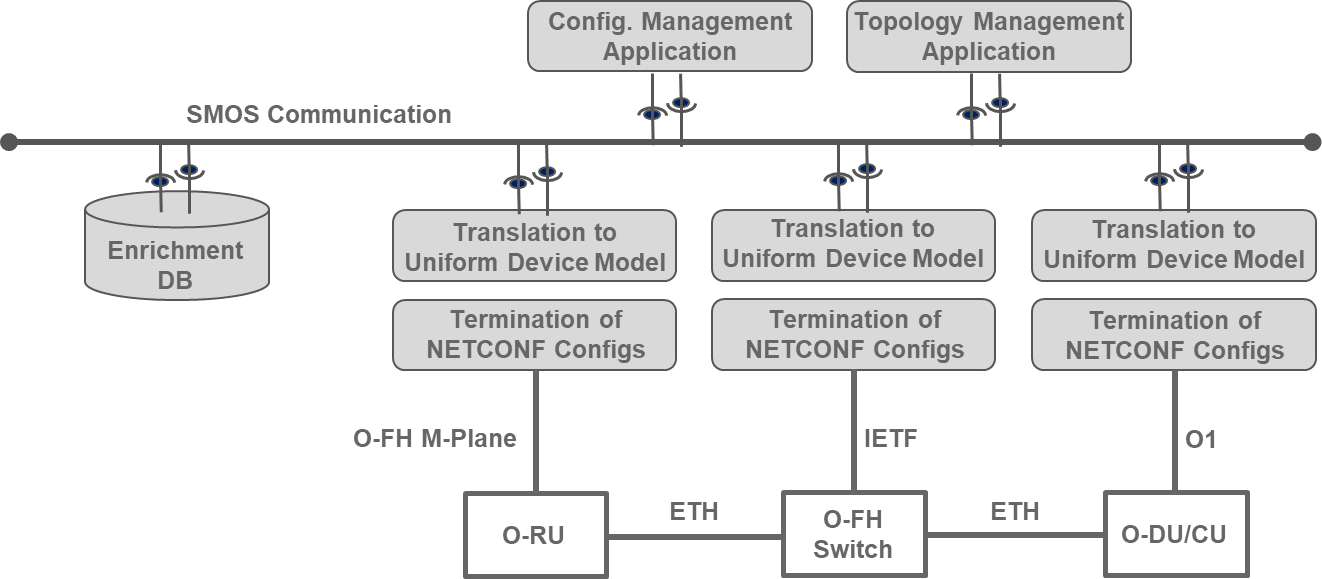 Config. Management
Application
Topology Management
Application
SMOS Communication
Enrichment
DB
Translation to
Uniform Device Model
Translation to
Uniform Device Model
Translation to
Uniform Device Model
Termination of
NETCONF Configs
Termination of
NETCONF Configs
Termination of
NETCONF Configs
O-FH M-Plane
IETF
O1
O-RU
ETH
O-FH
Switch
ETH
O-DU/CU